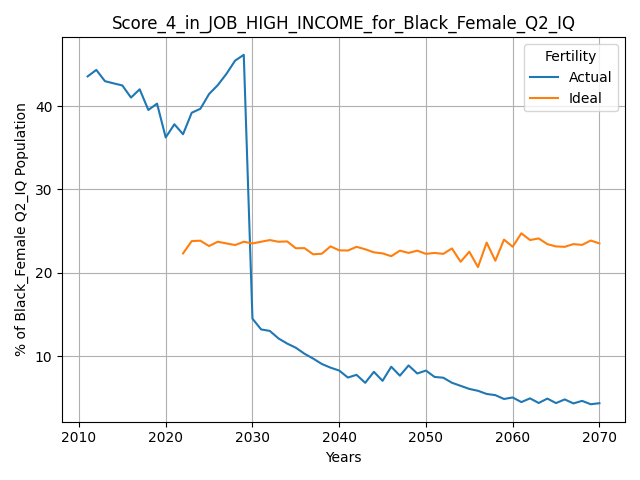 Score_4_in_JOB_HIGH_INCOME_for_Black_Female_Q2_IQ
Fertility
Actual
Ideal
% of Black_Female Q2_IQ Population
40
30
20
10
2010 2020 2030 2040 2050 2060 2070
Years